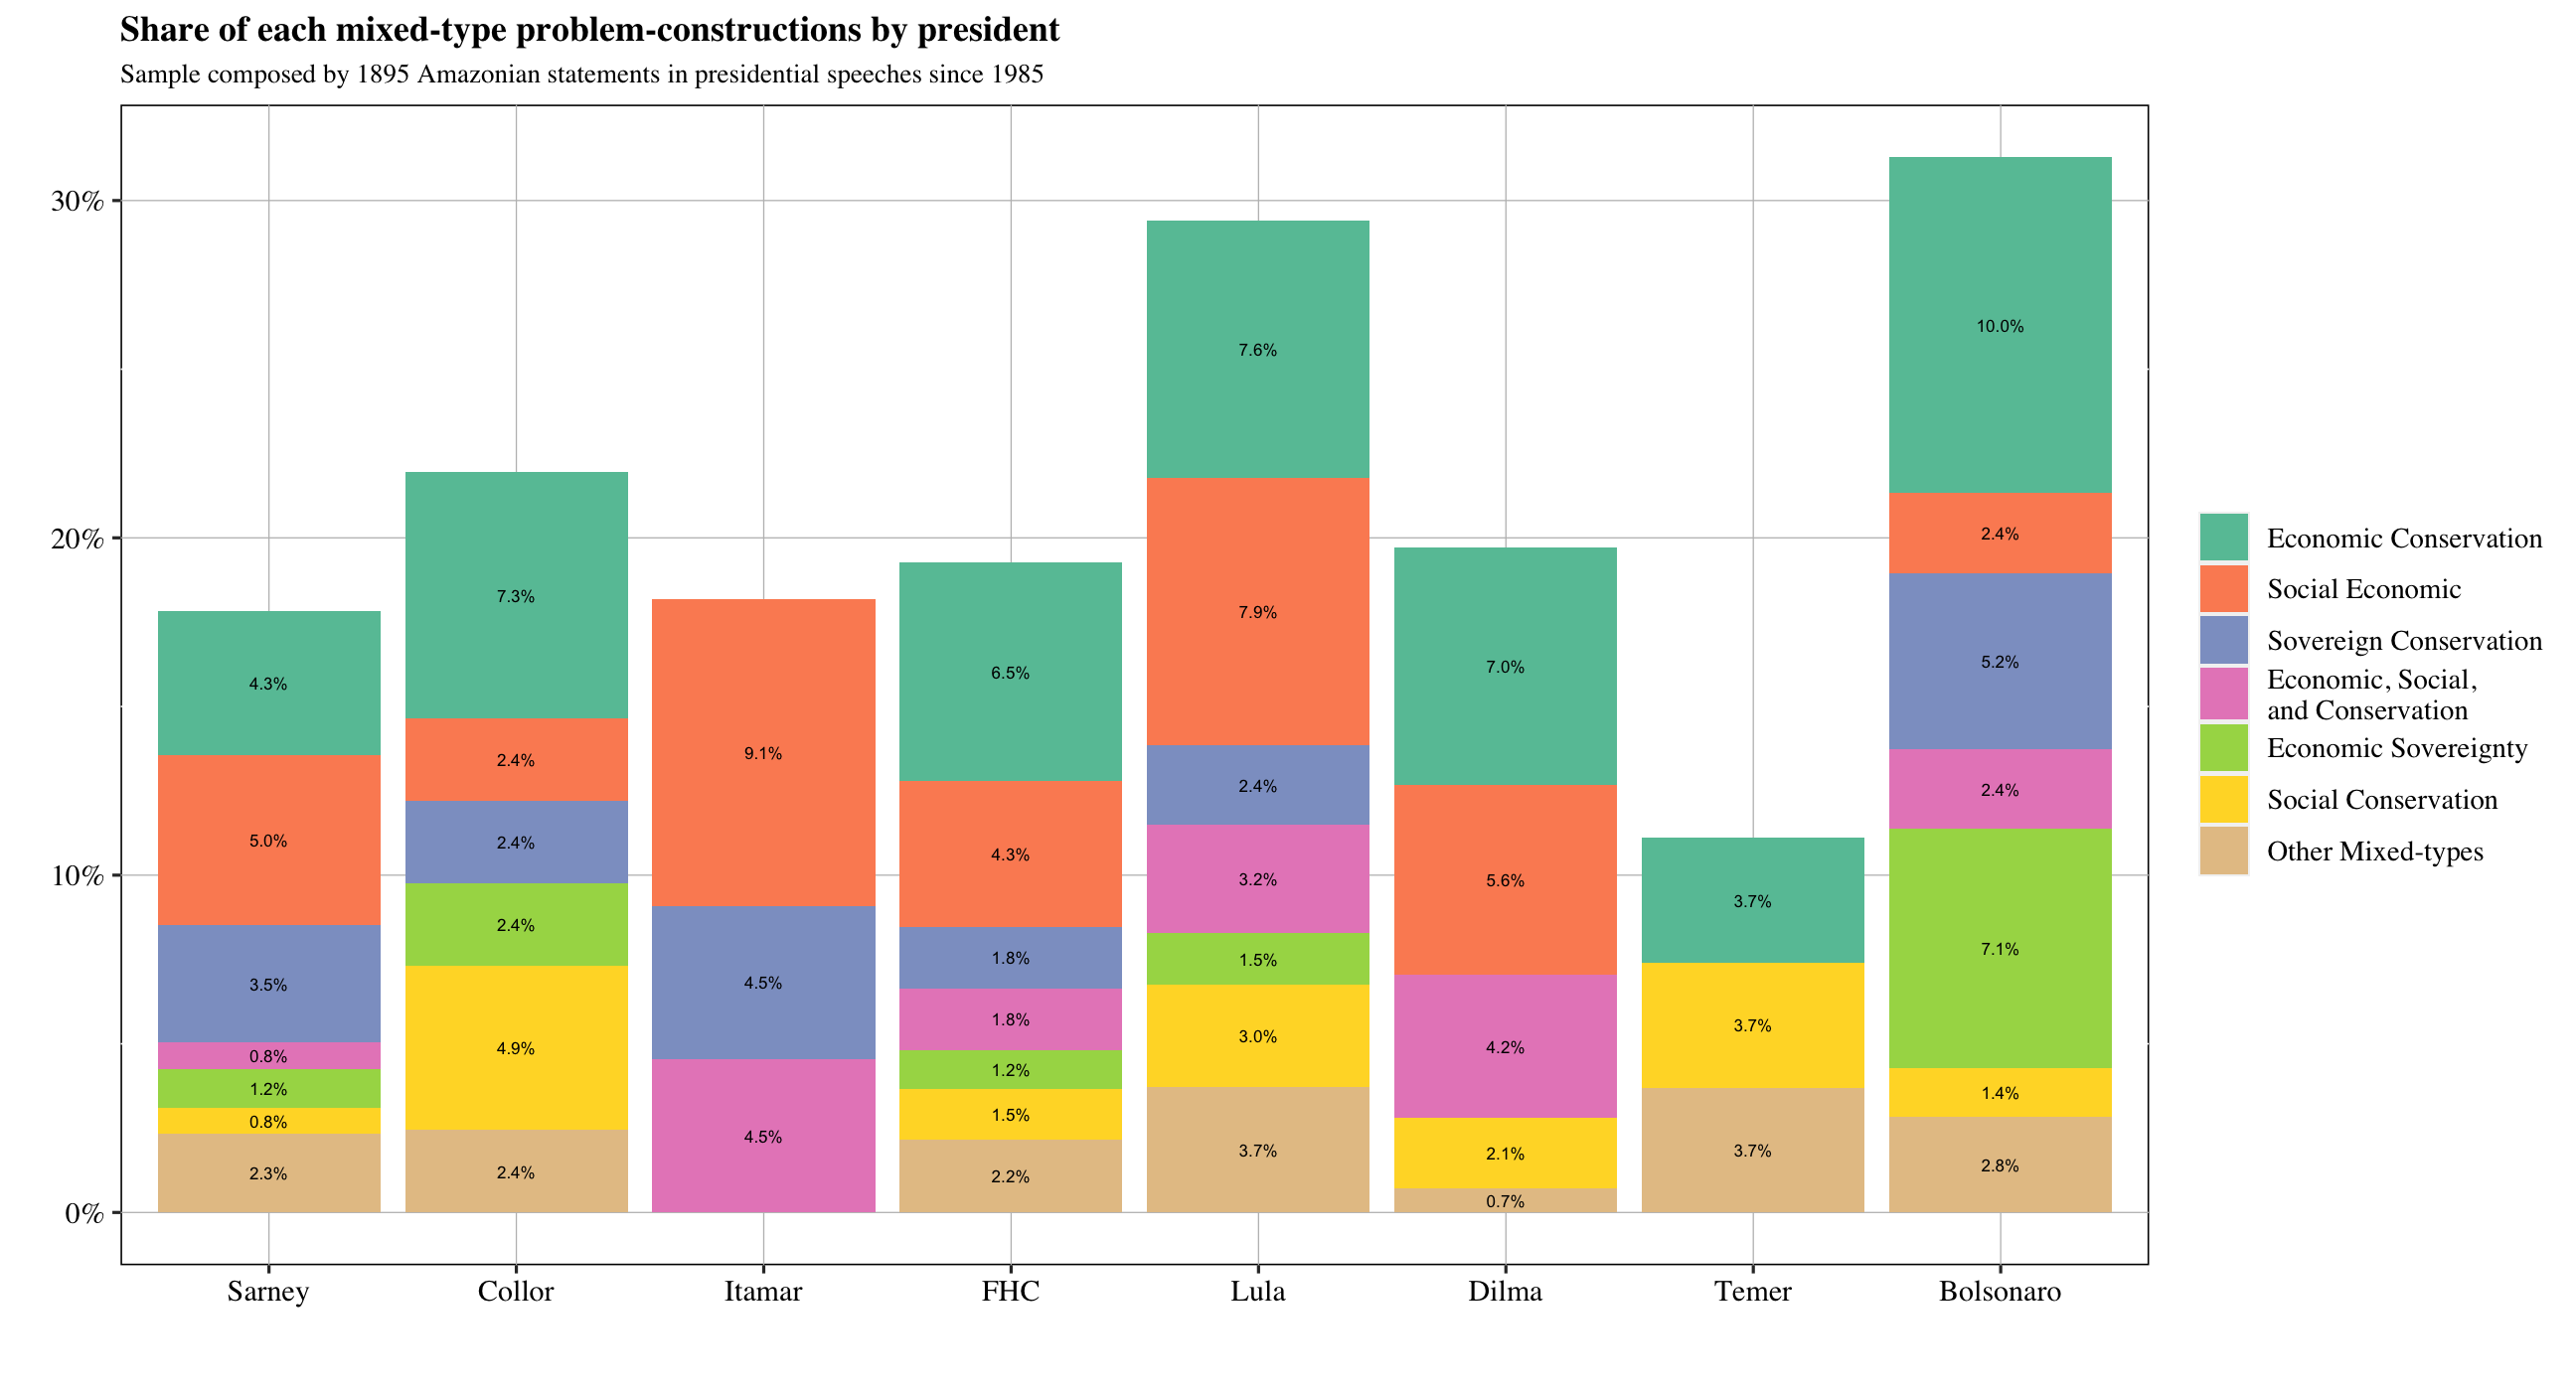 Share of each mixed-type problem-constructions by president
Sample composed by 1895 Amazonian statements in presidential speeches since 1985
30%
20%
10%
0%
4.3%
5.0%
3.5%
0.8%
1.2%
0.8%
2.3%
7.3%
2.4%
2.4%
2.4%
4.9%
2.4%
9.1%
4.5%
4.5%
6.5%
4.3%
1.8%
1.8%
1.2%
1.5%
2.2%
7.6%
7.9%
2.4%
3.2%
1.5%
3.0%
3.7%
7.0%
5.6%
4.2%
2.1%
0.7%
3.7%
3.7%
3.7%
10.0%
2.4%
5.2%
2.4%
7.1%
1.4%
2.8%
Sarney
Collor
Itamar
FHC
Lula
Dilma
Temer
Bolsonaro
Economic Conservation
Social Economic
Sovereign Conservation
Economic, Social,
and Conservation
Economic Sovereignty
Social Conservation
Other Mixed-types